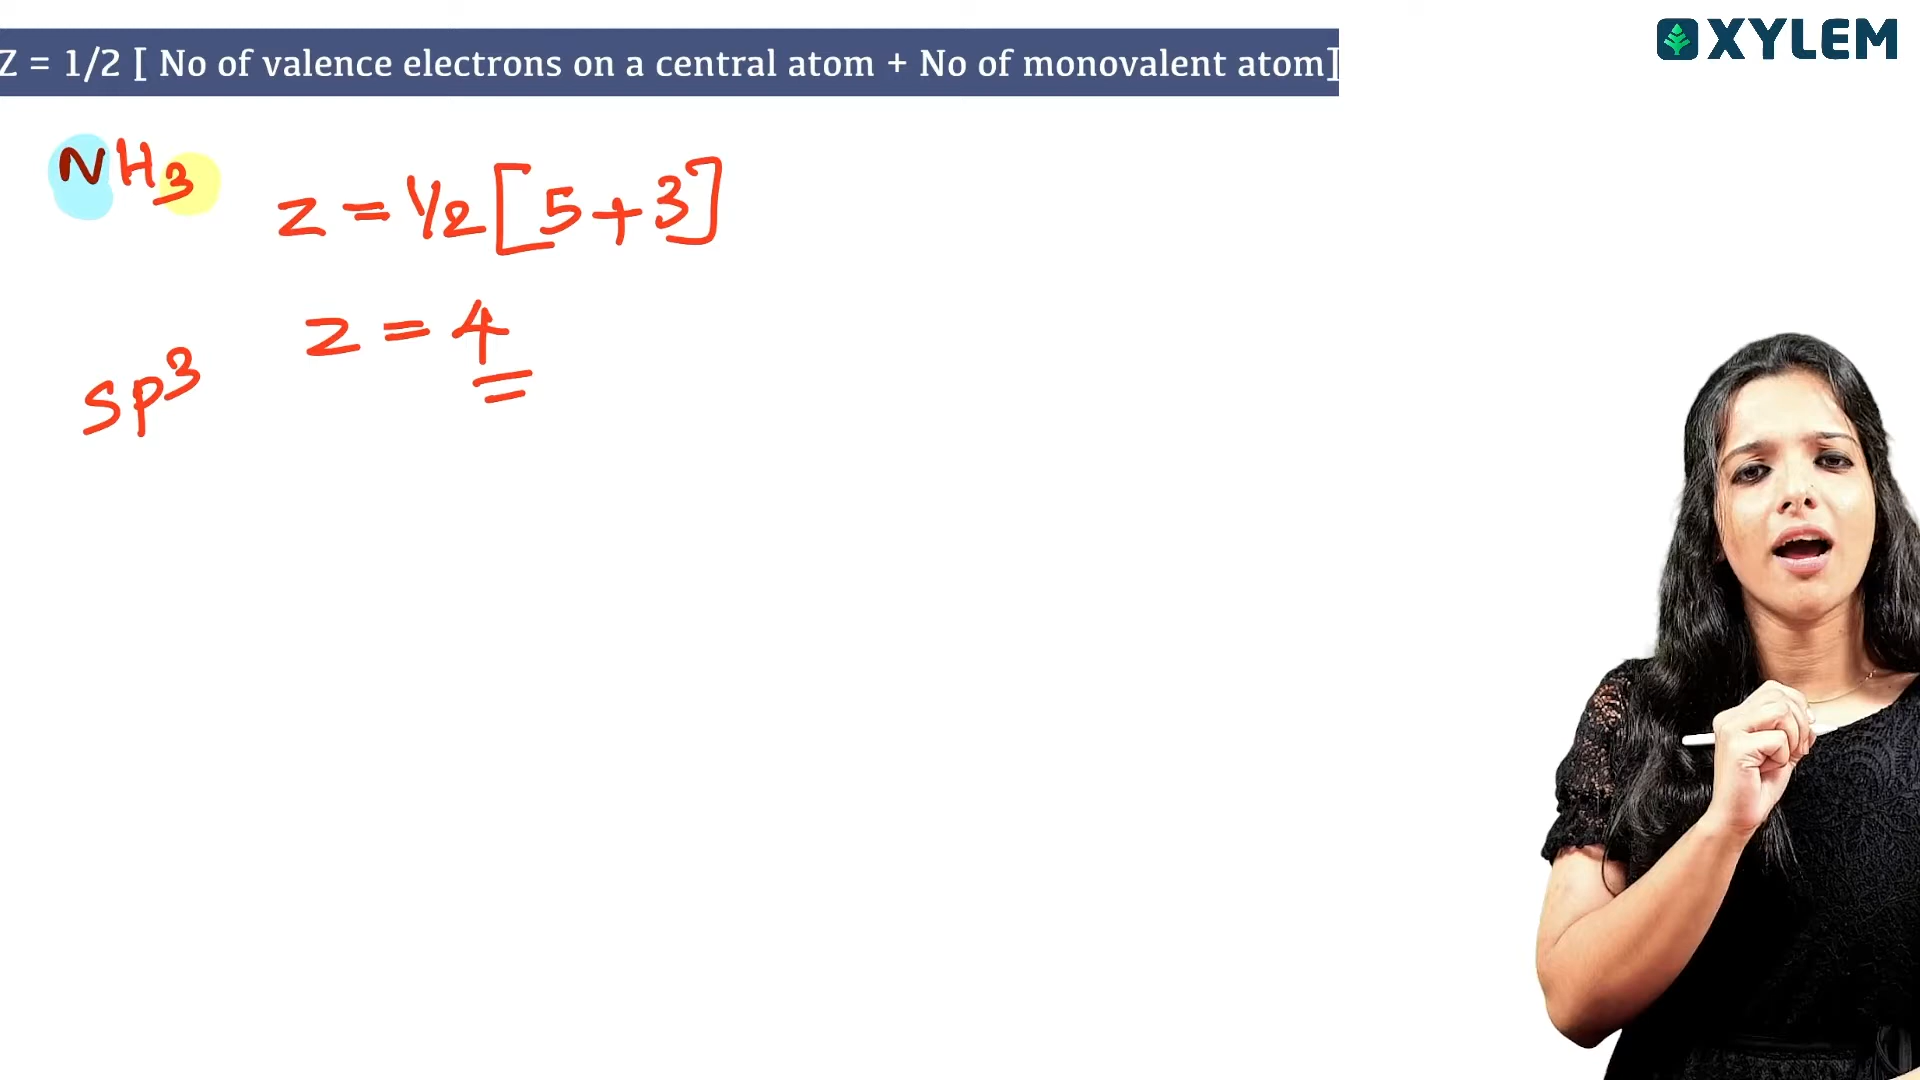 XYLEM
Z = 1/2 [ No of valence electrons on a central atom + No of monovalent atom]
NH3
z = 1/2 [5+3]
z = 4
sp³